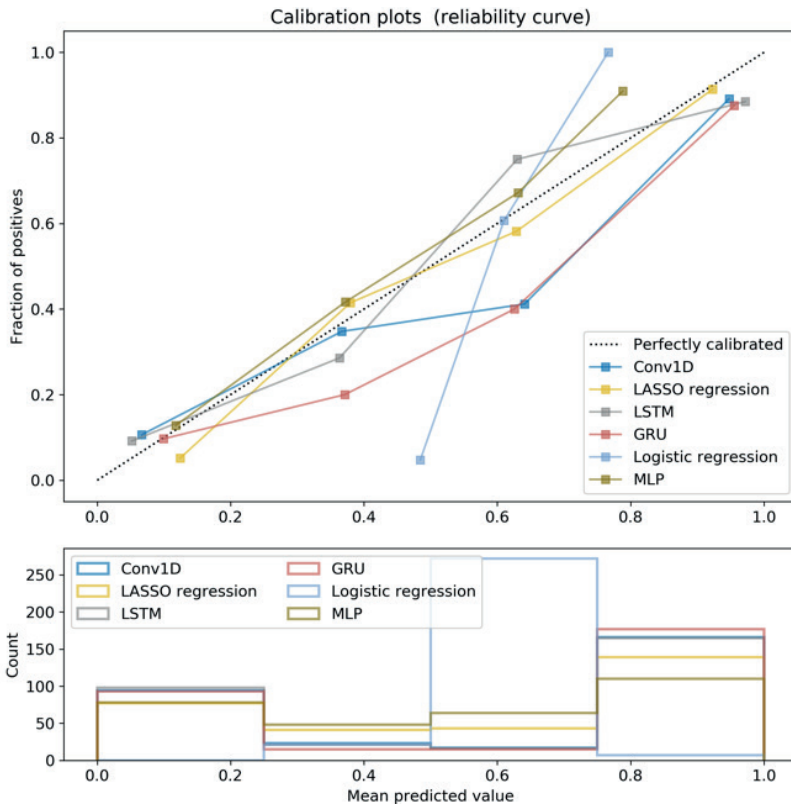 Calibration plots (reliability curve)
1.0
0.8
0.6
0.4
0.2
0.0
Fraction of positives
Perfectly calibrated
Conv1D
LASSO regression
LSTM
GRU
Logistic regression
MLP
0.0 0.2 0.4 0.6 0.8 1.0
250
200
150
100
50
0
Count
Conv1D GRU
LASSO regression Logistic regression
LSTM MLP
0.0 0.2 0.4 0.6 0.8 1.0
Mean predicted value